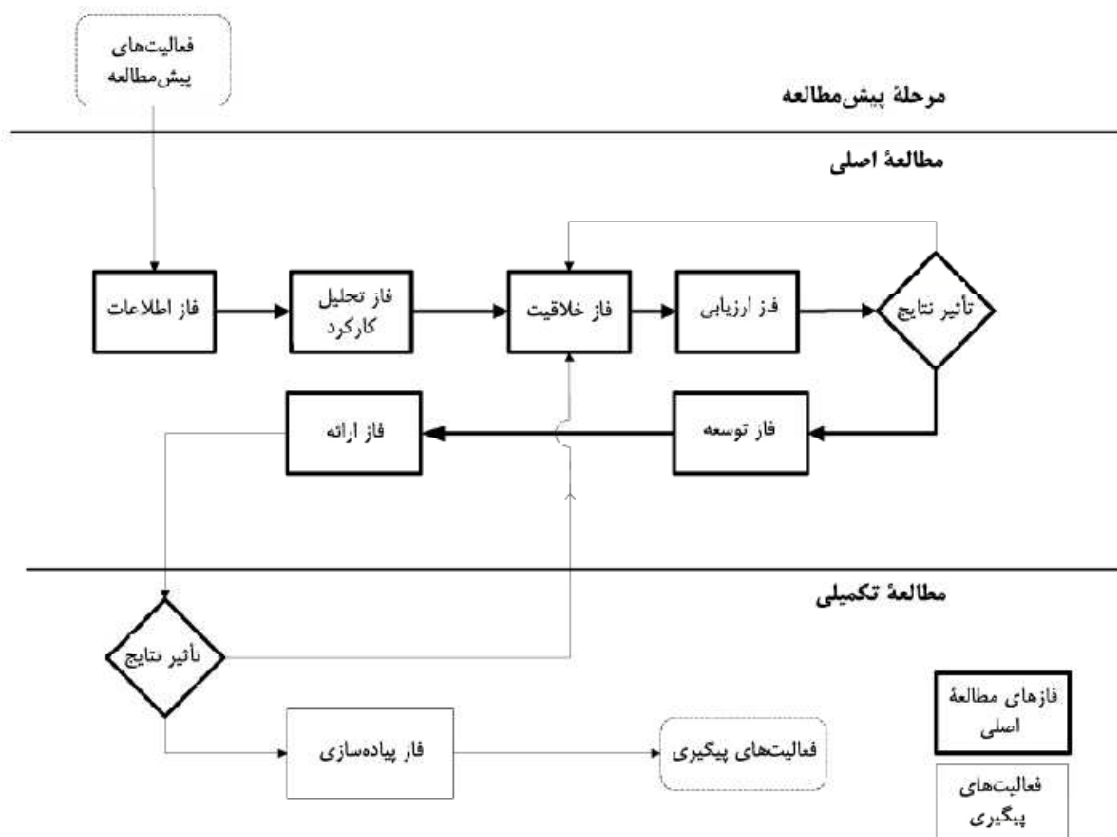 فعالیت‌های
پیش‌مطالعه
مرحلهٔ پیش‌مطالعه
مطالعهٔ اصلی
فاز اطلاعات
فاز تحلیل
کارکرد
فاز خلاقیت
فاز ارزیابی
تأثیر نتایج
فاز ارائه
فاز توسعه
مطالعهٔ تکمیلی
تأثیر نتایج
فاز پیاده‌سازی
فعالیت‌های پیگیری
فازهای مطالعهٔ
اصلی
فعالیت‌های
پیگیری